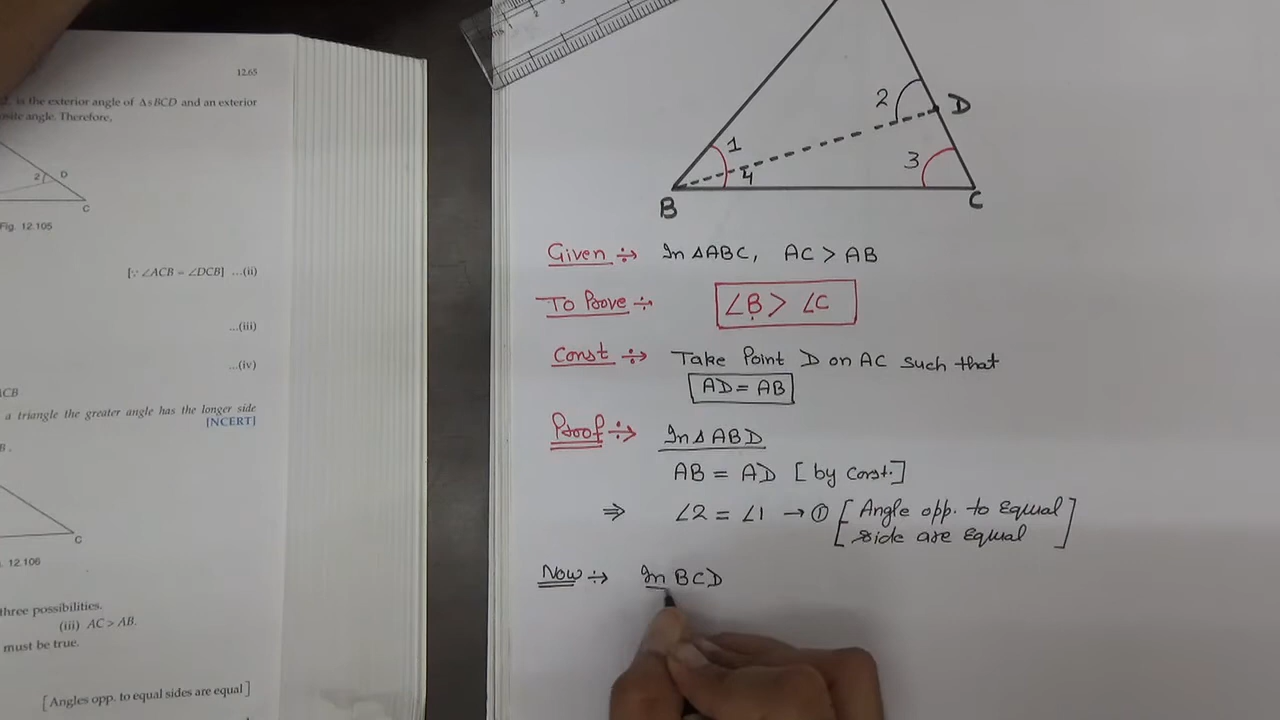 12.65
is the exterior angle of ΔsBCD and an exterior
angle. Therefore,
2
D
C
Fig. 12.105
[∵ ∠ACB = ∠DCB] ...(ii)
...(iii)
...(iv)
a triangle the greater angle has the longer side
[NCERT]
C
12.106
three possibilities.
(iii) AC > AB.
must be true.
[Angles opp. to equal sides are equal]
1
2
3
4
B
C
D
Given ÷ In ΔABC, AC > AB
To Prove ÷ ∠B > ∠C
Const ÷ Take Point D on AC such that
AD = AB
Proof ÷ In Δ ABD
AB = AD [by Const.]
⇒ ∠2 = ∠1 → ① [Angle opp. to Equal
side are Equal]
Now ÷ In BCD